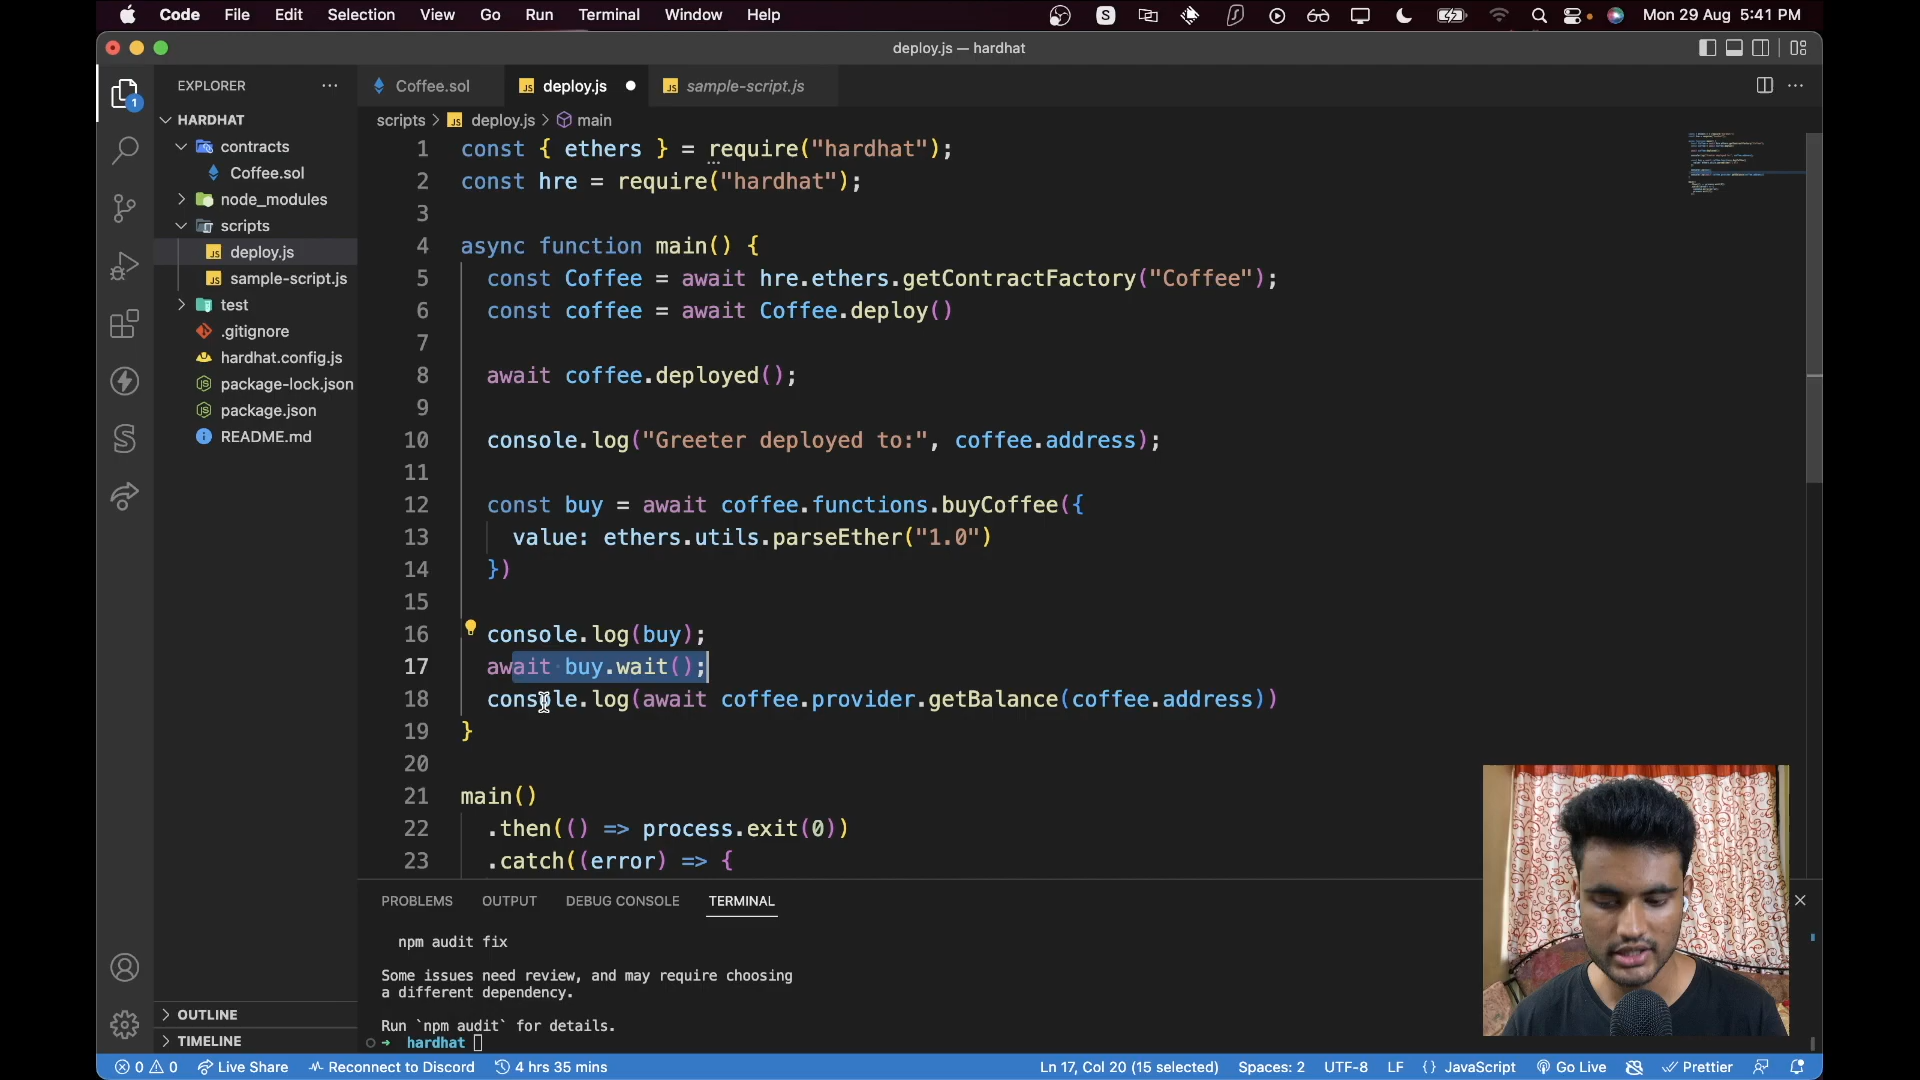 Code File Edit Selection View Go Run Terminal Window Help S Mon 29 Aug 5:41 PM
deploy.js — hardhat
EXPLORER
Coffee.sol
JS deploy.js
JS sample-script.js
1
HARDHAT
contracts
Coffee.sol
node_modules
scripts
JS deploy.js
JS sample-script.js
test
.gitignore
hardhat.config.js
package-lock.json
package.json
README.md
OUTLINE
TIMELINE
scripts > JS deploy.js > main
1 const { ethers } = require("hardhat");
2 const hre = require("hardhat");
3
4 async function main() {
5 const Coffee = await hre.ethers.getContractFactory("Coffee");
6 const coffee = await Coffee.deploy()
7
8 await coffee.deployed();
9
10 console.log("Greeter deployed to:", coffee.address);
11
12 const buy = await coffee.functions.buyCoffee({
13 value: ethers.utils.parseEther("1.0")
14 })
15
16 console.log(buy);
17 await buy.wait();
18 console.log(await coffee.provider.getBalance(coffee.address))
19 }
20
21 main()
22 .then(() => process.exit(0))
23 .catch((error) => {
PROBLEMS OUTPUT DEBUG CONSOLE TERMINAL
npm audit fix
Some issues need review, and may require choosing
a different dependency.
Run `npm audit` for details.
hardhat
0 0 Live Share Reconnect to Discord 4 hrs 35 mins Ln 17, Col 20 (15 selected) Spaces: 2 UTF-8 LF {} JavaScript Go Live Prettier